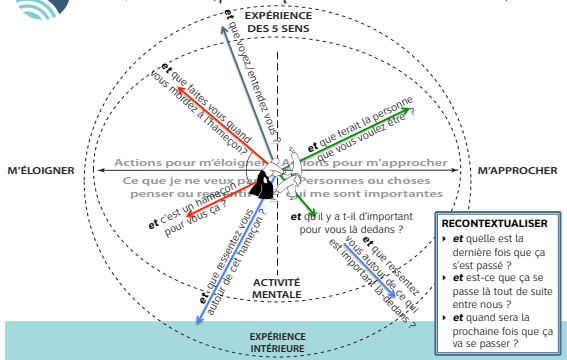 EXPÉRIENCE
DES 5 SENS
et que voyez/entendez vous ?
et que faites vous quand
vous mordez à l'hameçon?
et que ferait la personne
que vous voulez être ?
M'ÉLOIGNER
Actions pour m'éloigner
Actions pour m'approcher
M'APPROCHER
Ce que je ne veux pas
penser ou ressentir
Personnes ou choses
qui me sont importantes
et c'est un hameçon
pour vous ça ?
et qu'il y a t-il d'important
pour vous là dedans ?
et que ressentez vous
autour de cet hameçon ?
et que ressentez
vous autour de ce qui
est important là-dedans ?
ACTIVITÉ
MENTALE
EXPÉRIENCE
INTÉRIEURE
RECONTEXTUALISER
‣ et quelle est la
dernière fois que ça
s'est passé ?
‣ et est-ce que ça se
passe là tout de suite
entre nous ?
‣ et quand sera la
prochaine fois que ça
va se passer ?